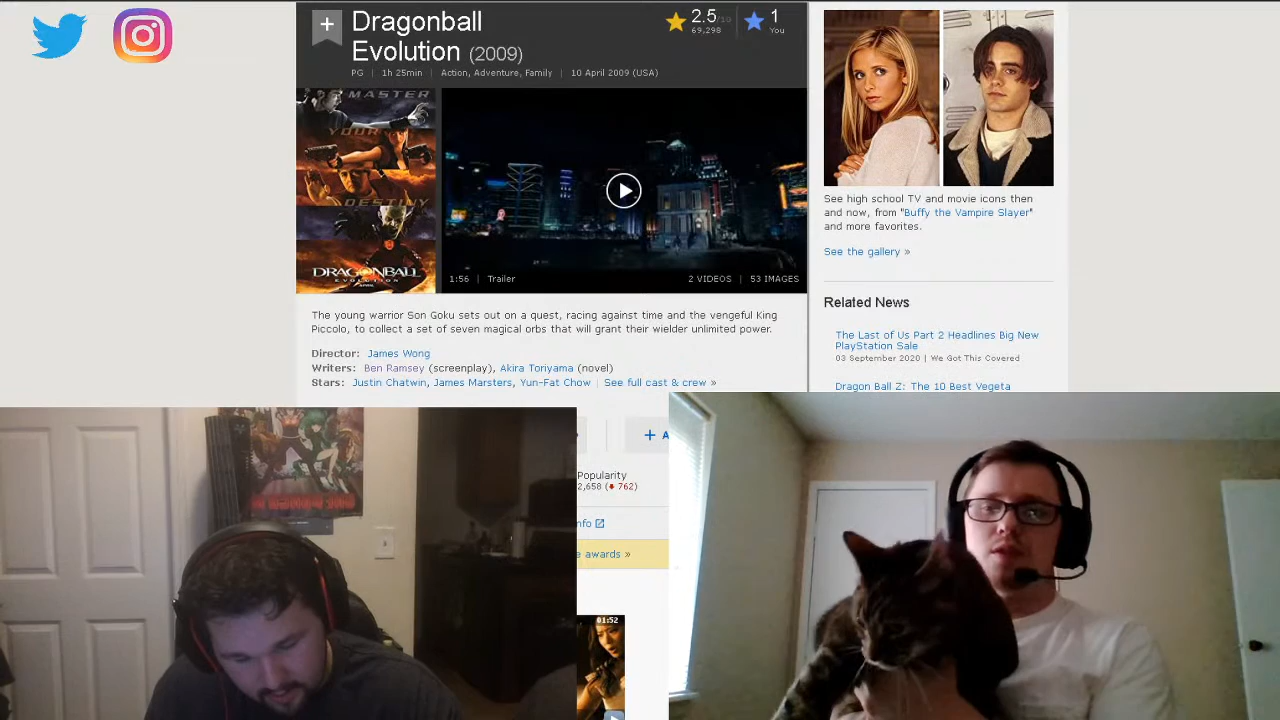 Dragonball
Evolution (2009)
2.5/10
69,298
1
You
PG | 1h 25min | Action, Adventure, Family | 10 April 2009 (USA)
MASTER
YOUR
DESTINY
DRAGONBALL
EVOLUTION
1:56 | Trailer
2 VIDEOS | 53 IMAGES
The young warrior Son Goku sets out on a quest, racing against time and the vengeful King
Piccolo, to collect a set of seven magical orbs that will grant their wielder unlimited power.
Director: James Wong
Writers: Ben Ramsey (screenplay), Akira Toriyama (novel)
Stars: Justin Chatwin, James Marsters, Yun-Fat Chow | See full cast & crew »
See high school TV and movie icons then
and now, from "Buffy the Vampire Slayer"
and more favorites.
See the gallery »
Related News
The Last of Us Part 2 Headlines Big New
PlayStation Sale
03 September 2020 | We Got This Covered
Dragon Ball Z: The 10 Best Vegeta
+ A
Popularity
2,658 (762)
nfo
e awards »
01:52